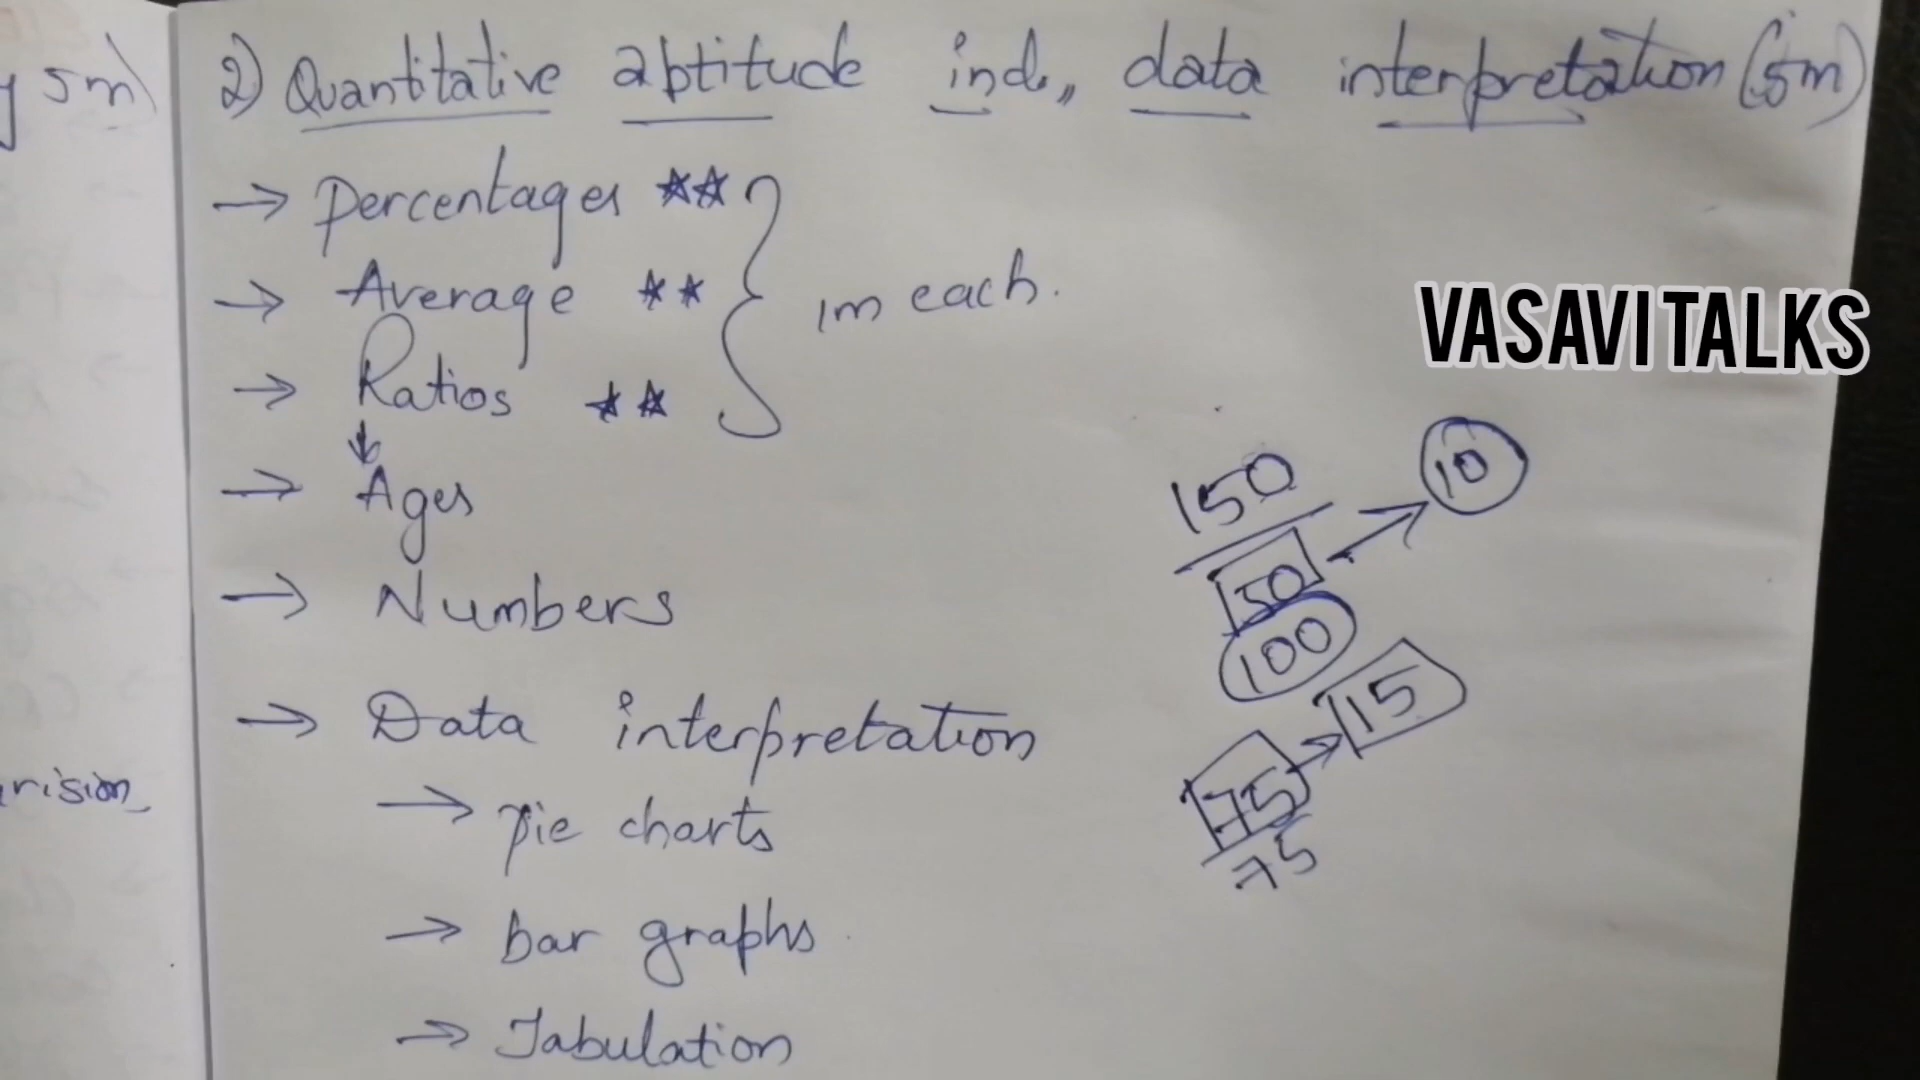 y 5m)
2) Quantitative aptitude incl., data interpretation (5m)
→ Percentages ★★
→ Average ★★
1m each.
→ Ratios ★★
→ Ages
→ Numbers
→ Data interpretation
→ pie charts
→ bar graphs
→ Tabulation
VASAVI TALKS
150
50
10
100
15
75
75
rision